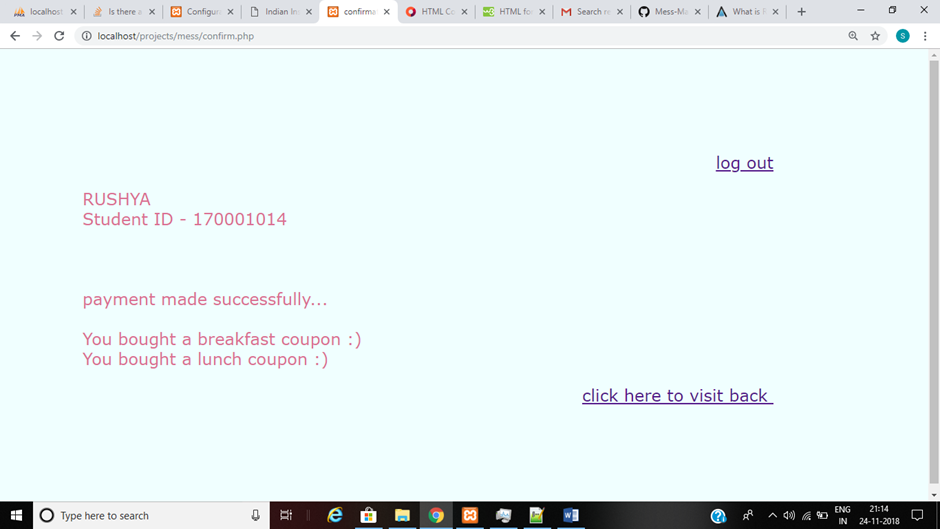 localhost
Is there a
Configur
Indian Ins
confirma
HTML Co
HTML for
Search re
Mess-Ma
What is
localhost/projects/mess/confirm.php
S
log out
RUSHYA
Student ID - 170001014
payment made successfully...
You bought a breakfast coupon :)
You bought a lunch coupon :)
click here to visit back
Type here to search
ENG
IN
21:14
24-11-2018